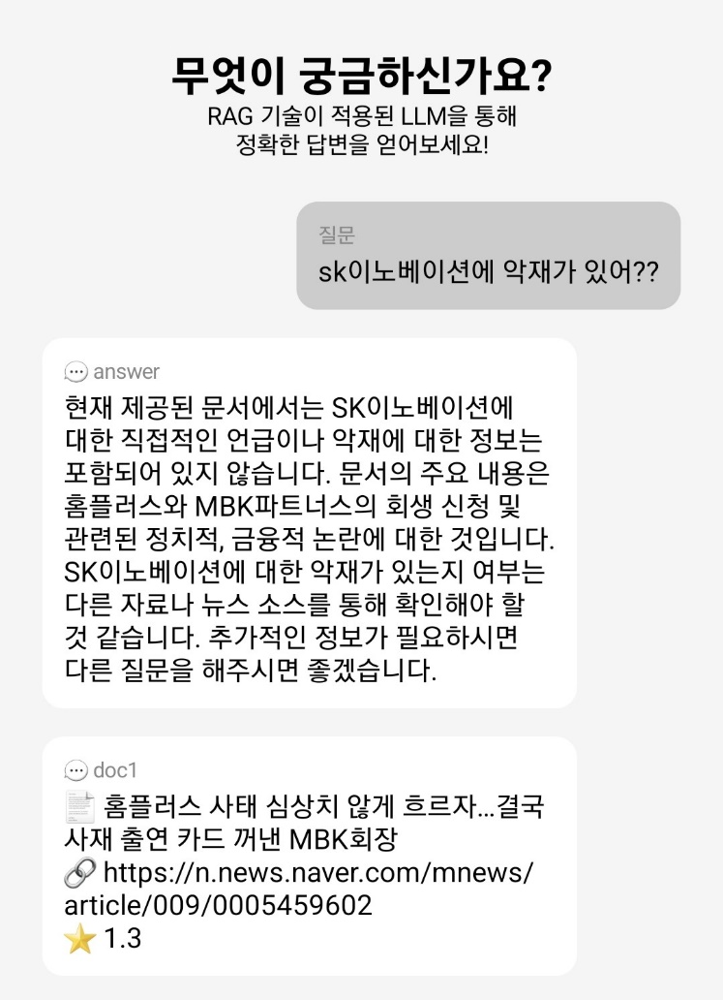 무엇이 궁금하신가요?
RAG 기술이 적용된 LLM을 통해
정확한 답변을 얻어보세요!
질문
sk이노베이션에 악재가 있어??
answer
현재 제공된 문서에서는 SK이노베이션에
대한 직접적인 언급이나 악재에 대한 정보는
포함되어 있지 않습니다. 문서의 주요 내용은
홈플러스와 MBK파트너스의 회생 신청 및
관련된 정치적, 금융적 논란에 대한 것입니다.
SK이노베이션에 대한 악재가 있는지 여부는
다른 자료나 뉴스 소스를 통해 확인해야 할
것 같습니다. 추가적인 정보가 필요하시면
다른 질문을 해주시면 좋겠습니다.
doc1
홈플러스 사태 심상치 않게 흐르자...결국
사재 출연 카드 꺼낸 MBK회장
https://n.news.naver.com/mnews/
article/009/0005459602
1.3